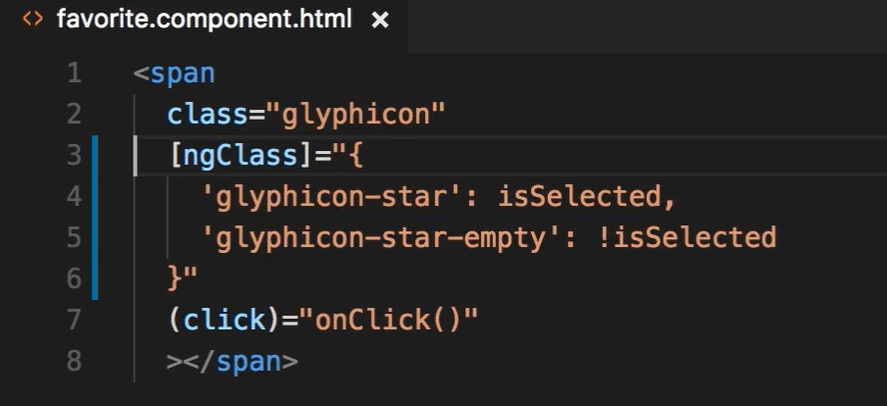 <> favorite.component.html ×
1 <span
2   class="glyphicon"
3   [ngClass]="{
4     'glyphicon-star': isSelected,
5     'glyphicon-star-empty': !isSelected
6   }"
7   (click)="onClick()"
8   ></span>